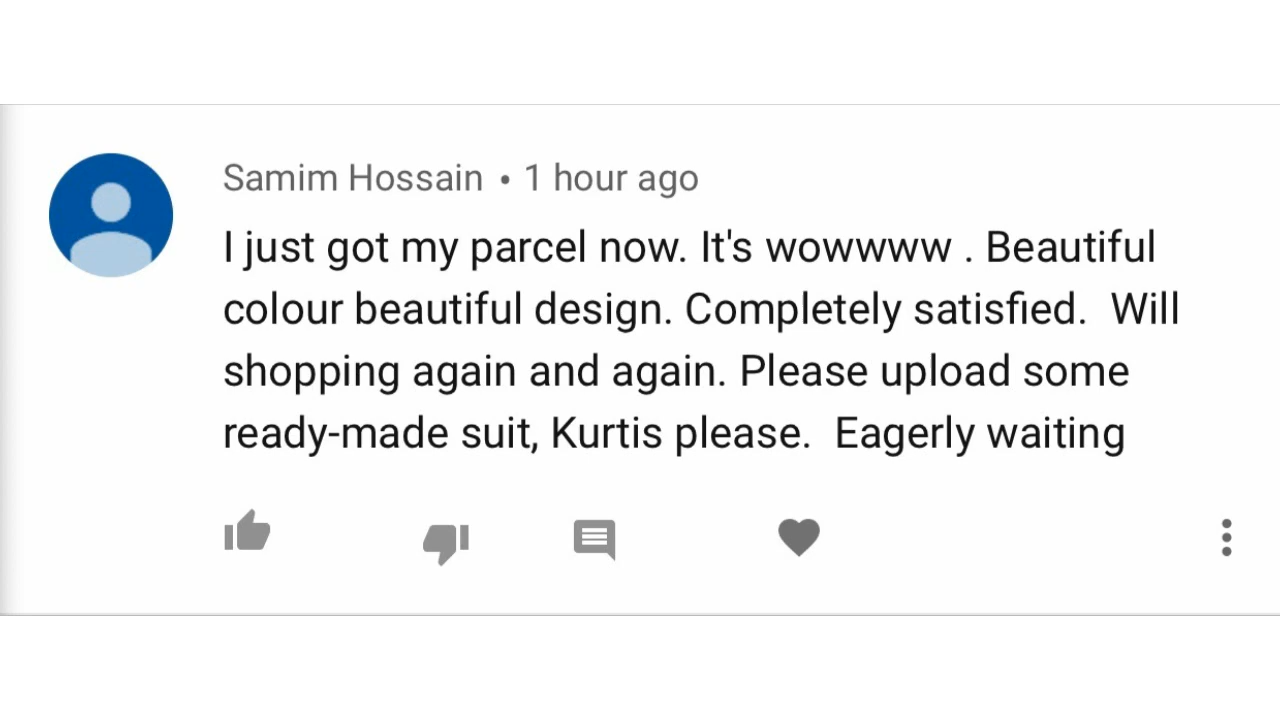 Samim Hossain • 1 hour ago
I just got my parcel now. It's wowwww . Beautiful
colour beautiful design. Completely satisfied.  Will
shopping again and again. Please upload some
ready-made suit, Kurtis please.  Eagerly waiting